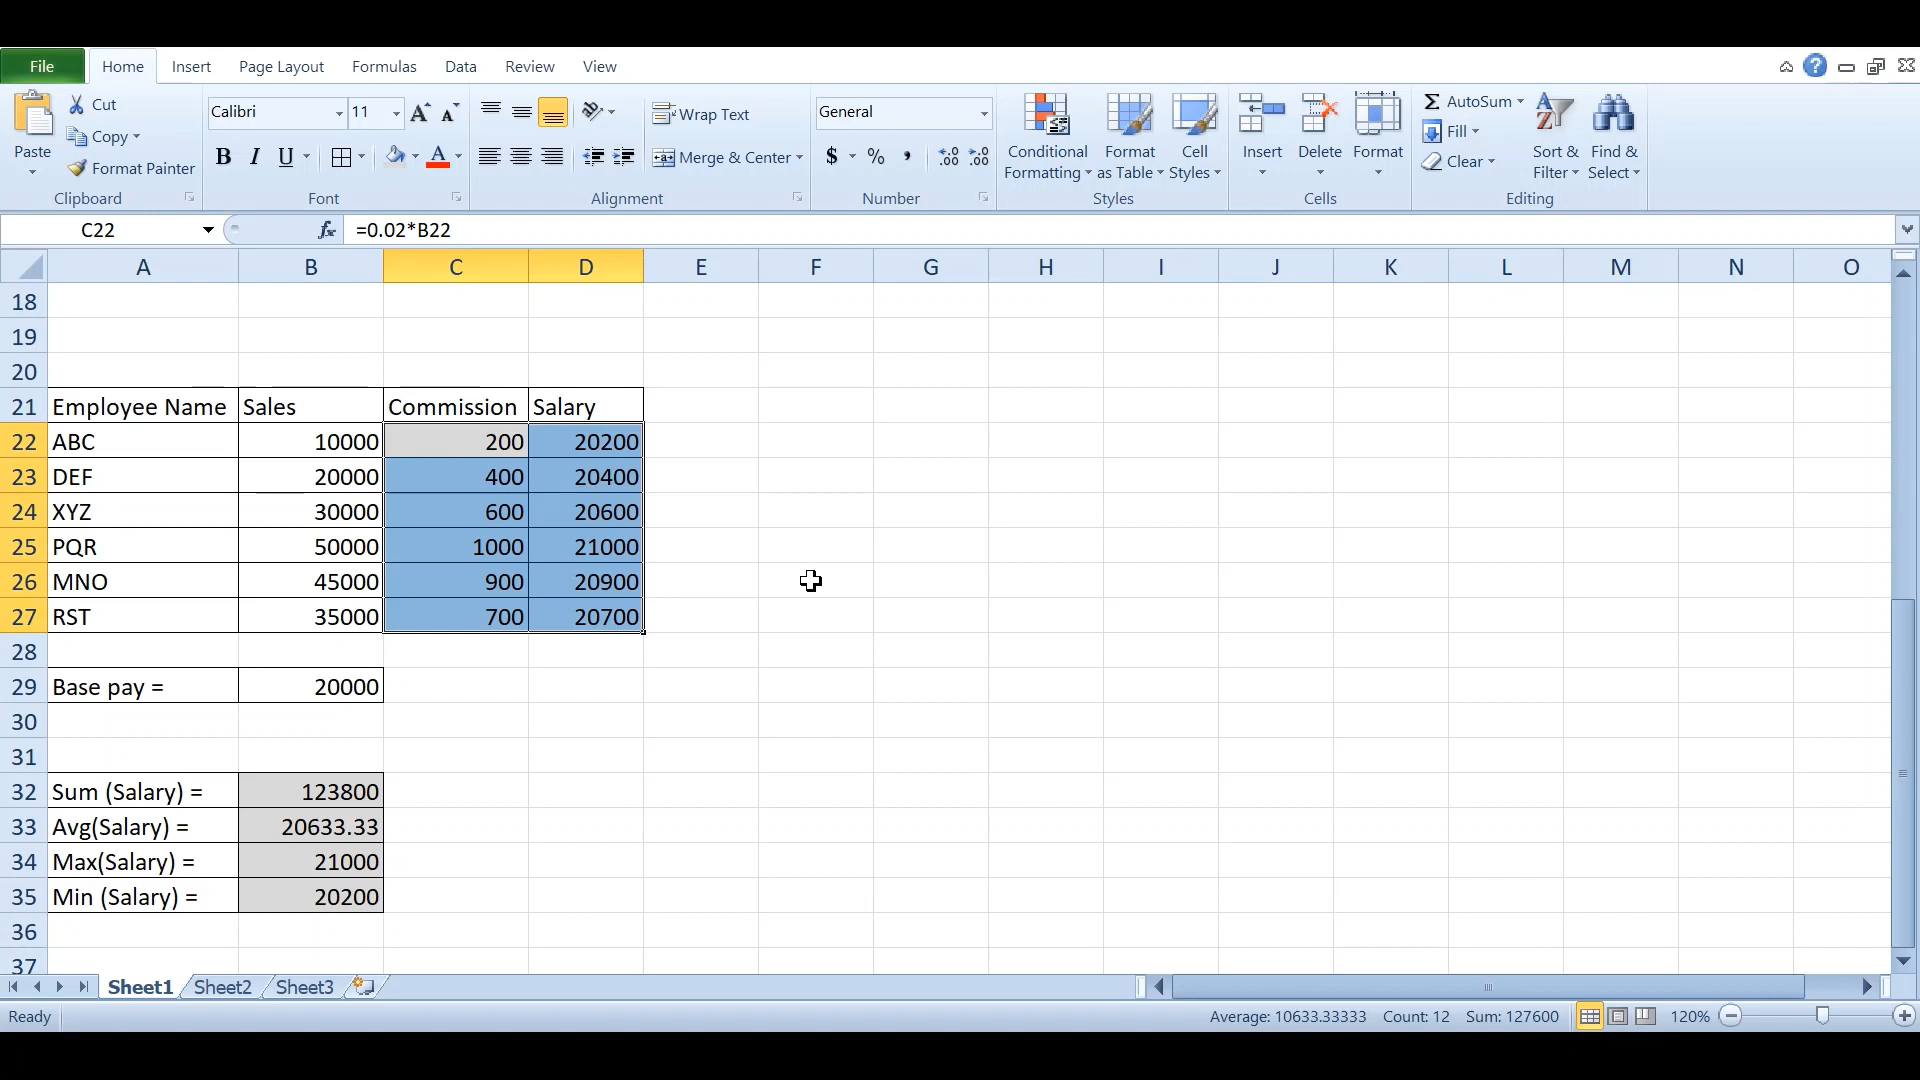 File Home Insert Page Layout Formulas Data Review View
Cut
Copy
Format Painter
Paste
Calibri 11
B I U
A
Wrap Text
Merge & Center
General
$ % ,
Conditional Formatting
Format as Table
Cell Styles
Insert
Delete
Format
Σ AutoSum
Fill
Clear
Sort & Filter
Find & Select
Clipboard Font Alignment Number Styles Cells Editing
C22 fx =0.02*B22
A B C D E F G H I J K L M N O
18
19
20
21 Employee Name Sales Commission Salary
22 ABC 10000 200 20200
23 DEF 20000 400 20400
24 XYZ 30000 600 20600
25 PQR 50000 1000 21000
26 MNO 45000 900 20900
27 RST 35000 700 20700
28
29 Base pay = 20000
30
31
32 Sum (Salary) = 123800
33 Avg(Salary) = 20633.33
34 Max(Salary) = 21000
35 Min (Salary) = 20200
36
37
Sheet1 Sheet2 Sheet3
Ready Average: 10633.33333 Count: 12 Sum: 127600 120%